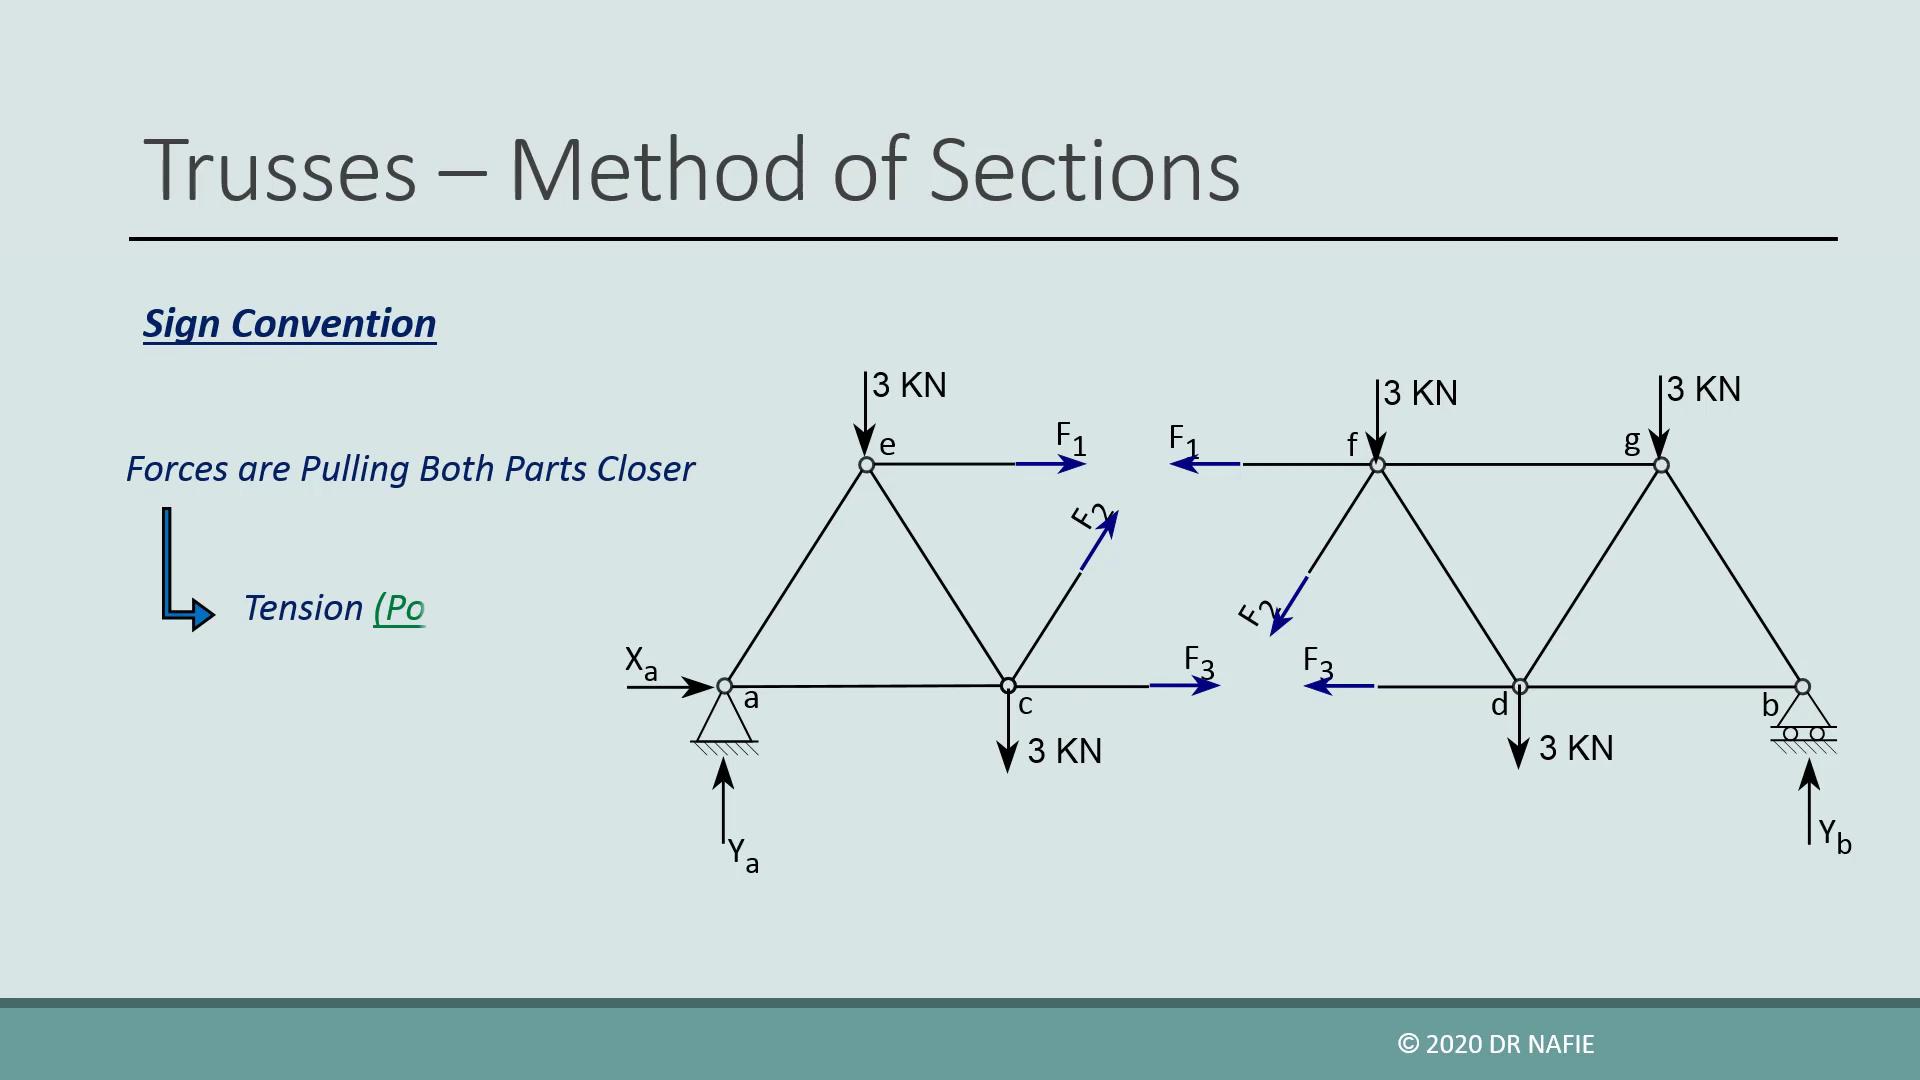 Trusses – Method of Sections
Sign Convention
3 KN
3 KN
3 KN
e
F1
F1
f
g
Forces are Pulling Both Parts Closer
F2
Tension (Po
F2
Xa
F3
F3
a
c
d
b
3 KN
3 KN
Ya
Yb
© 2020 DR NAFIE